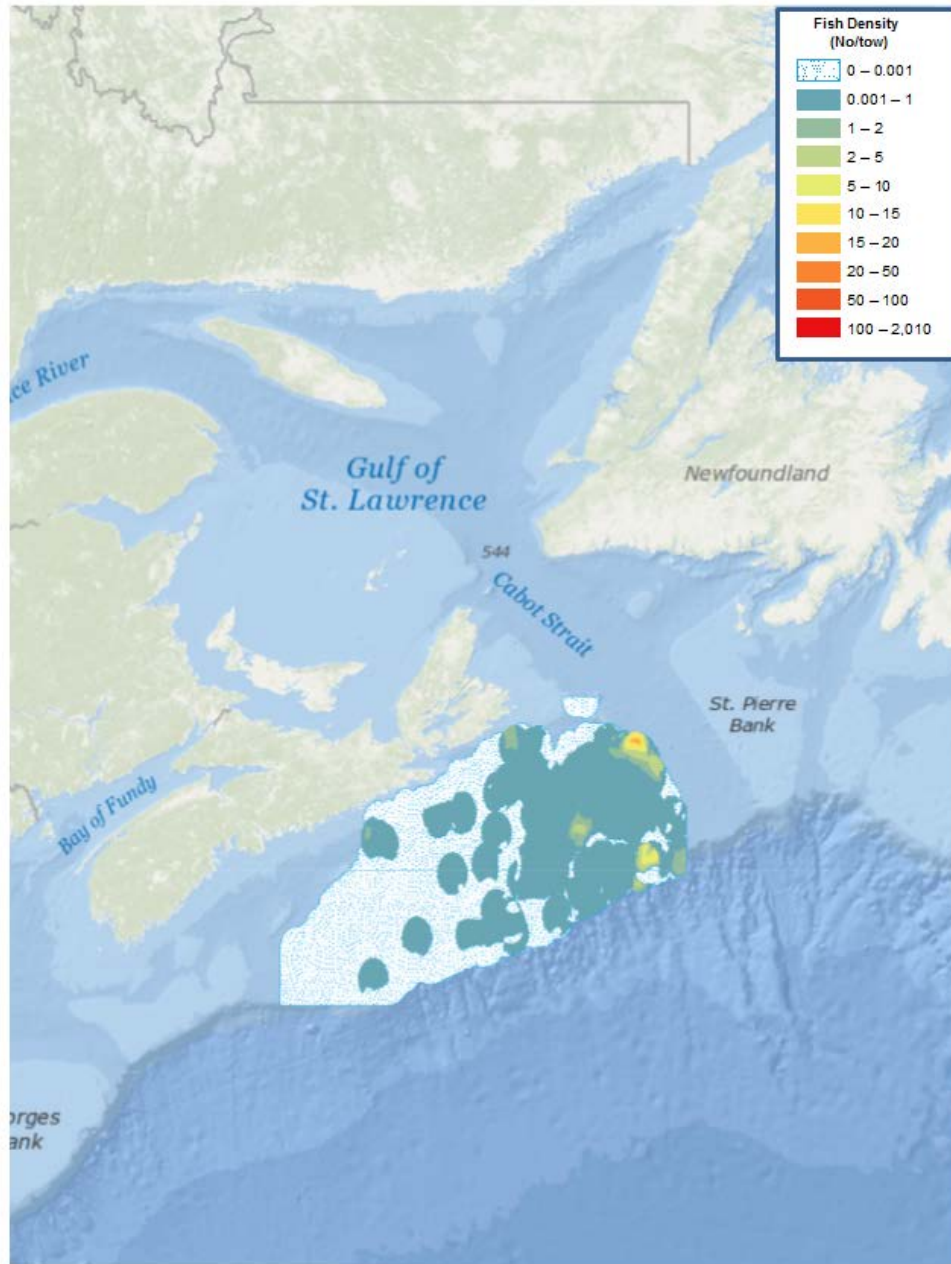 Fish Density
(No/tow)
0 – 0.001
0.001 – 1
1 – 2
2 – 5
5 – 10
10 – 15
15 – 20
20 – 50
50 – 100
100 – 2,010
ce River
Gulf of
St. Lawrence
Newfoundland
544
Cabot Strait
St. Pierre
Bank
Bay of Fundy
orges
ank